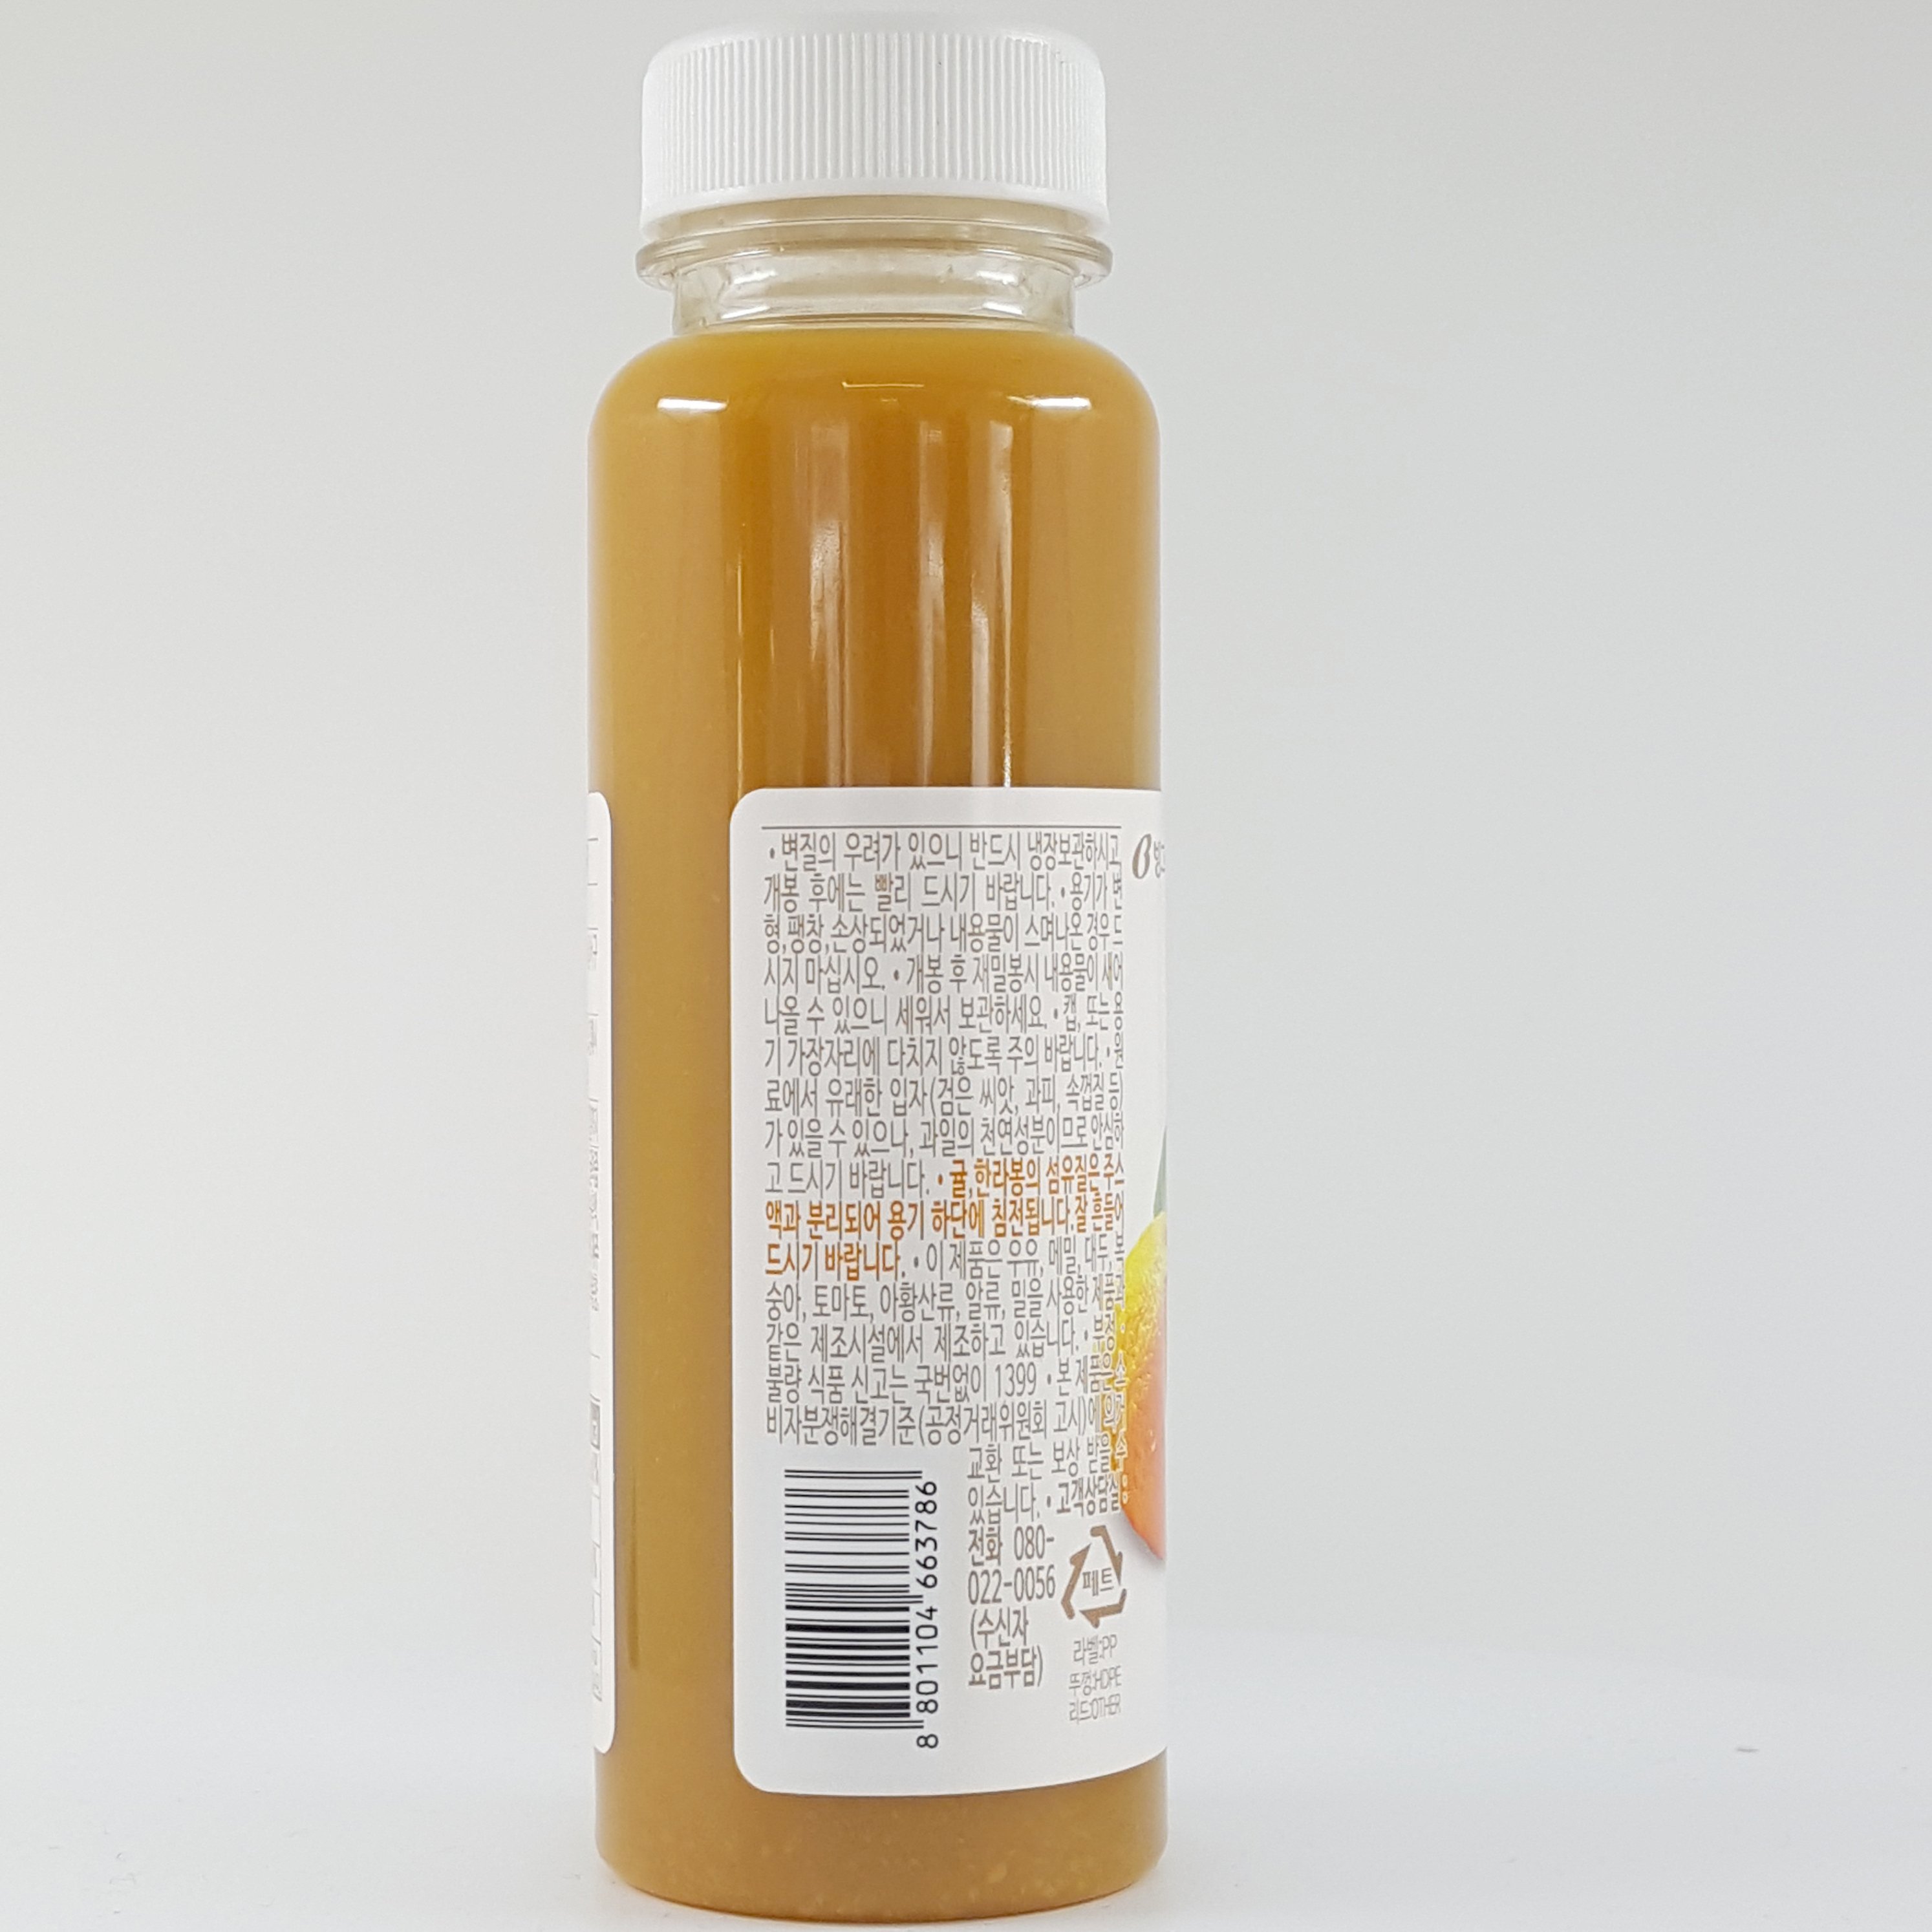 • 변질의 우려가 있으니 반드시 냉장보관하시고,
개봉 후에는 빨리 드시기 바랍니다. • 용기가 변
형,팽창,손상되었거나 내용물이 스며나온 경우 드
시지 마십시오. • 개봉 후 재밀봉시 내용물이 새어
나올 수 있으니 세워서 보관하세요. • 캡, 또는 용
기 가장자리에 다치지 않도록 주의 바랍니다. • 원
료에서 유래한 입자(검은 씨앗, 과피, 속껍질 등)
가 있을 수 있으나, 과일의 천연성분이므로 안심하
고 드시기 바랍니다. • 귤,한라봉의 섬유질은 주스
액과 분리되어 용기 하단에 침전됩니다.잘 흔들어
드시기 바랍니다. • 이 제품은 우유, 메밀, 대두, 복
숭아, 토마토, 아황산류, 알류, 밀을 사용한 제품과
같은 제조시설에서 제조하고 있습니다. • 부정·
불량 식품 신고는 국번없이 1399 • 본 제품은 소
비자분쟁해결기준(공정거래위원회 고시)에 의거
교환 또는 보상 받을 수
있습니다. • 고객상담실:
전화 080-
022-0056
(수신자
요금부담)
페트
라벨:PP
뚜껑:HDPE
리드:OTHER
8 801104 663786